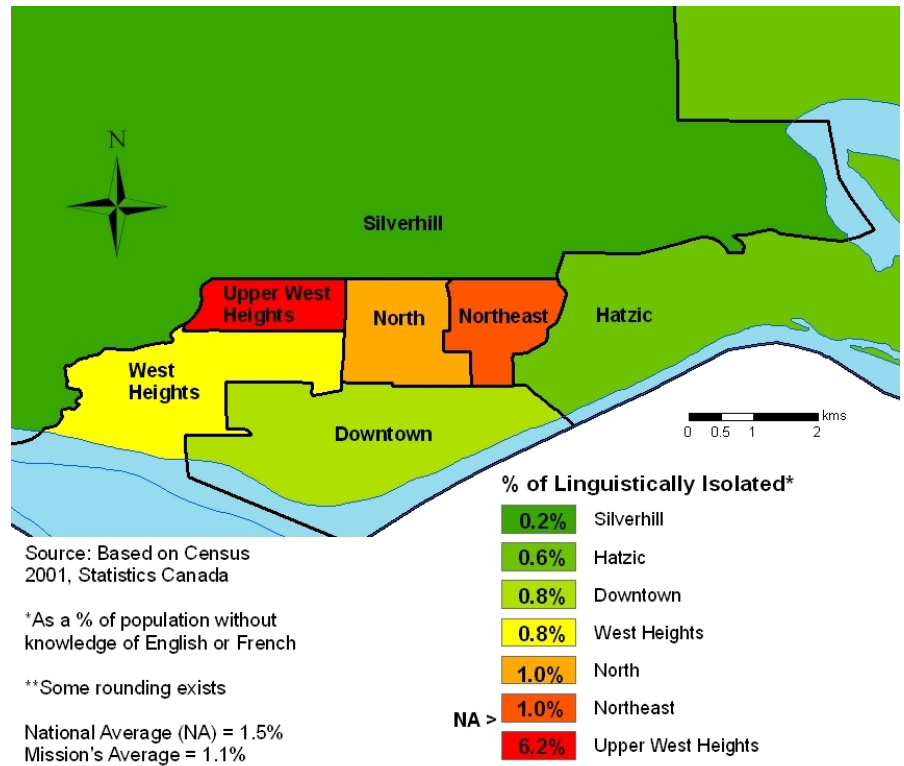 N
Silverhill
Upper West
Heights
North
Northeast
Hatzic
West
Heights
Downtown
kms
0 0.5 1 2
% of Linguistically Isolated*
0.2% Silverhill
0.6% Hatzic
0.8% Downtown
0.8% West Heights
1.0% North
1.0% Northeast
NA >
6.2% Upper West Heights
Source: Based on Census
2001, Statistics Canada
*As a % of population without
knowledge of English or French
**Some rounding exists
National Average (NA) = 1.5%
Mission's Average = 1.1%